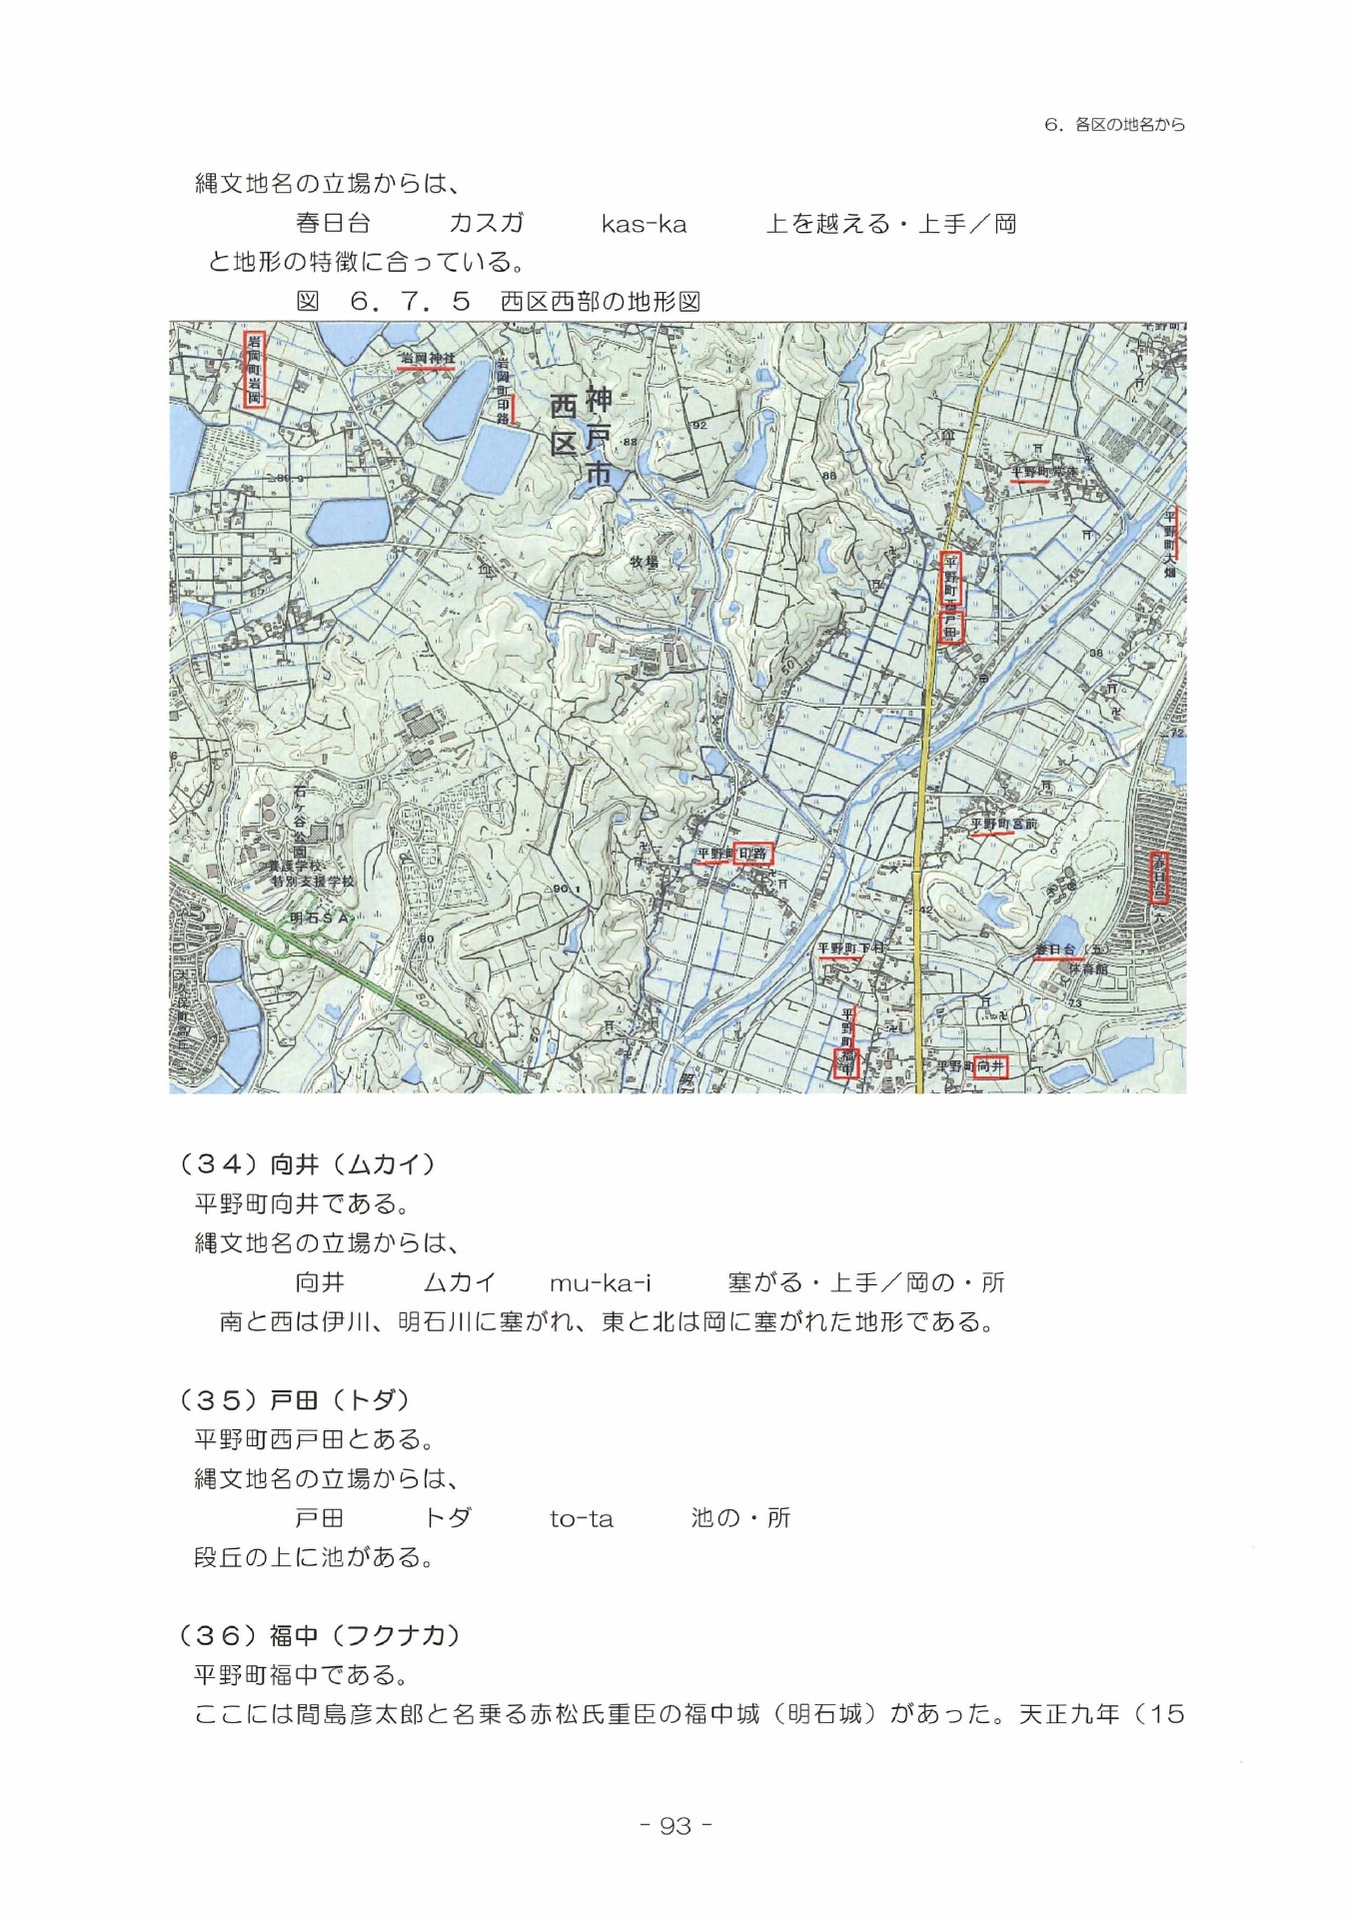 6．各区の地名から
縄文地名の立場からは、
春日台　カスガ　kas-ka　上を越える・上手／岡
と地形の特徴に合っている。
図　６．７．５　西区西部の地形図
岩岡町岩岡
岩岡神社
岩岡町印路
神戸市
西区
88
92
88
牧場
平野町常本
平野町大畑
平野町西戸田
38
50
72
石ヶ谷公園
養護学校
特別支援学校
明石SA
90.1
80
平野町印路
平野町宮前
春日台
42
平野町下村
春日台（五）
体育館
73
平野町福中
平野町向井
（３４）向井（ムカイ）
平野町向井である。
縄文地名の立場からは、
向井　ムカイ　mu-ka-i　塞がる・上手／岡の・所
南と西は伊川、明石川に塞がれ、東と北は岡に塞がれた地形である。
（３５）戸田（トダ）
平野町西戸田とある。
縄文地名の立場からは、
戸田　トダ　to-ta　池の・所
段丘の上に池がある。
（３６）福中（フクナカ）
平野町福中である。
ここには間島彦太郎と名乗る赤松氏重臣の福中城（明石城）があった。天正九年（15
- 93 -